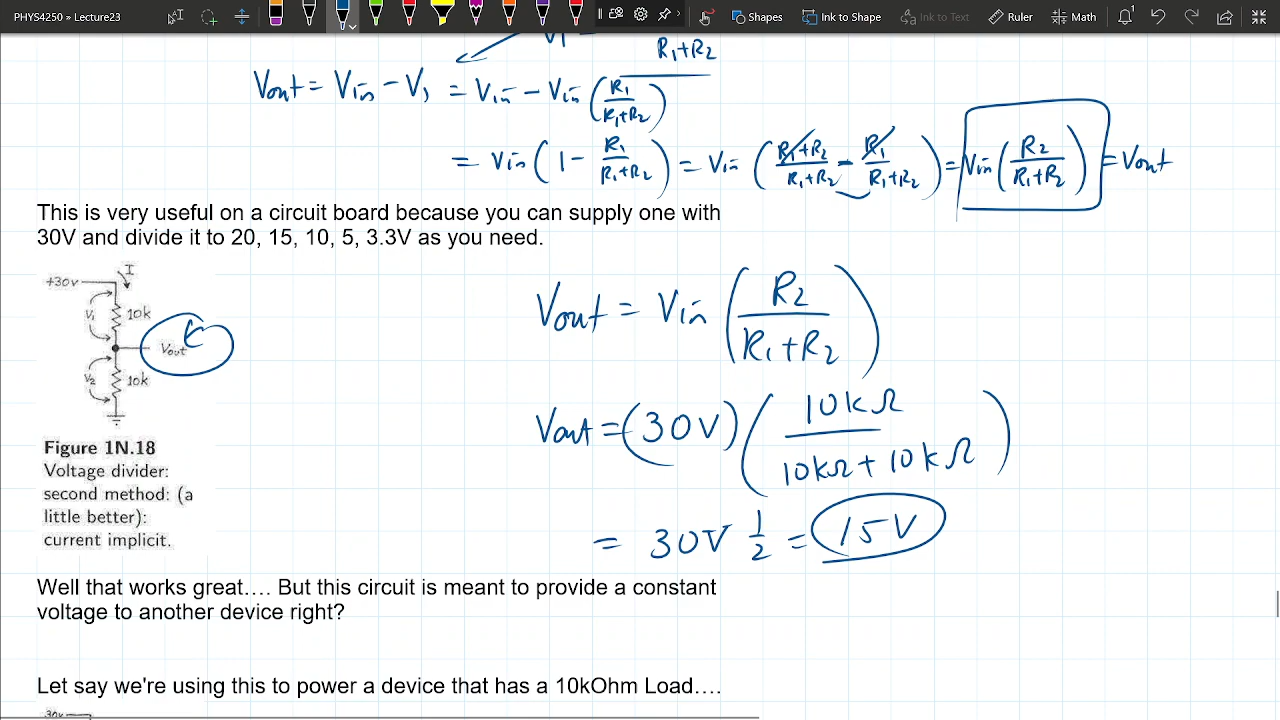 PHYS4250 » Lecture23
Shapes Ink to Shape Ink to Text Ruler Math
V₁ =
R₁+R₂
Vout = Vin - V₁ = Vin - Vin (R₁/(R₁+R₂))
= Vin (1 - R₁/(R₁+R₂)) = Vin ((R₁+R₂)/(R₁+R₂) - R₁/(R₁+R₂)) = Vin (R₂/(R₁+R₂)) = Vout
This is very useful on a circuit board because you can supply one with
30V and divide it to 20, 15, 10, 5, 3.3V as you need.
I
+30v
V₁ 10k
Vout
V₂ 10k
Figure 1N.18
Voltage divider:
second method: (a
little better):
current implicit.
Vout = Vin (R₂/(R₁+R₂))
Vout = (30V) (10kΩ/(10kΩ + 10kΩ))
= 30V 1/2 = 15V
Well that works great…. But this circuit is meant to provide a constant
voltage to another device right?
Let say we're using this to power a device that has a 10kOhm Load….
30v